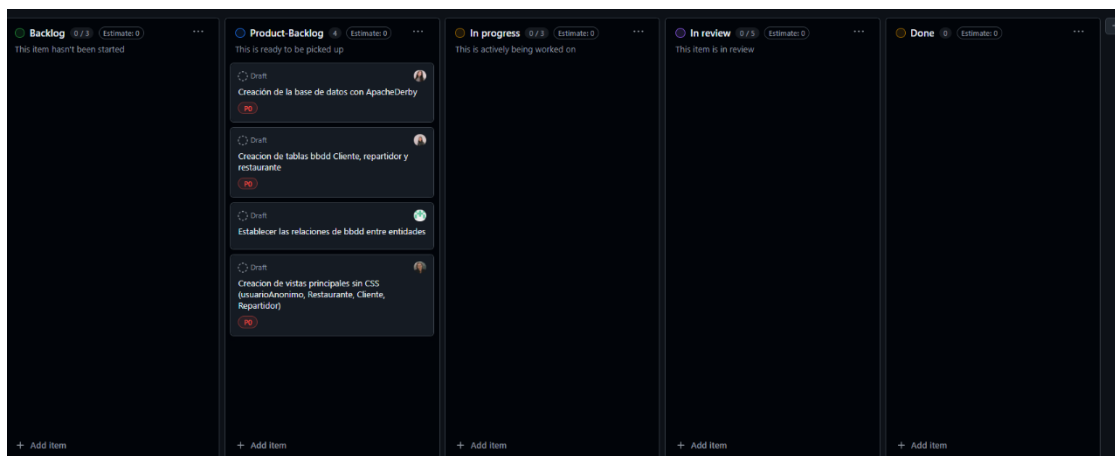 Backlog 0 / 3 Estimate: 0 ...
This item hasn't been started
+ Add item
Product-Backlog 4 Estimate: 0 ...
This is ready to be picked up
Draft
Creación de la base de datos con ApacheDerby
P0
Draft
Creacion de tablas bbdd Cliente, repartidor y
restaurante
P0
Draft
Establecer las relaciones de bbdd entre entidades
Draft
Creacion de vistas principales sin CSS
(usuarioAnonimo, Restaurante, Cliente,
Repartidor)
P0
+ Add item
In progress 0 / 3 Estimate: 0 ...
This is actively being worked on
+ Add item
In review 0 / 5 Estimate: 0 ...
This item is in review
+ Add item
Done 0 Estimate: 0 ...
+ Add item